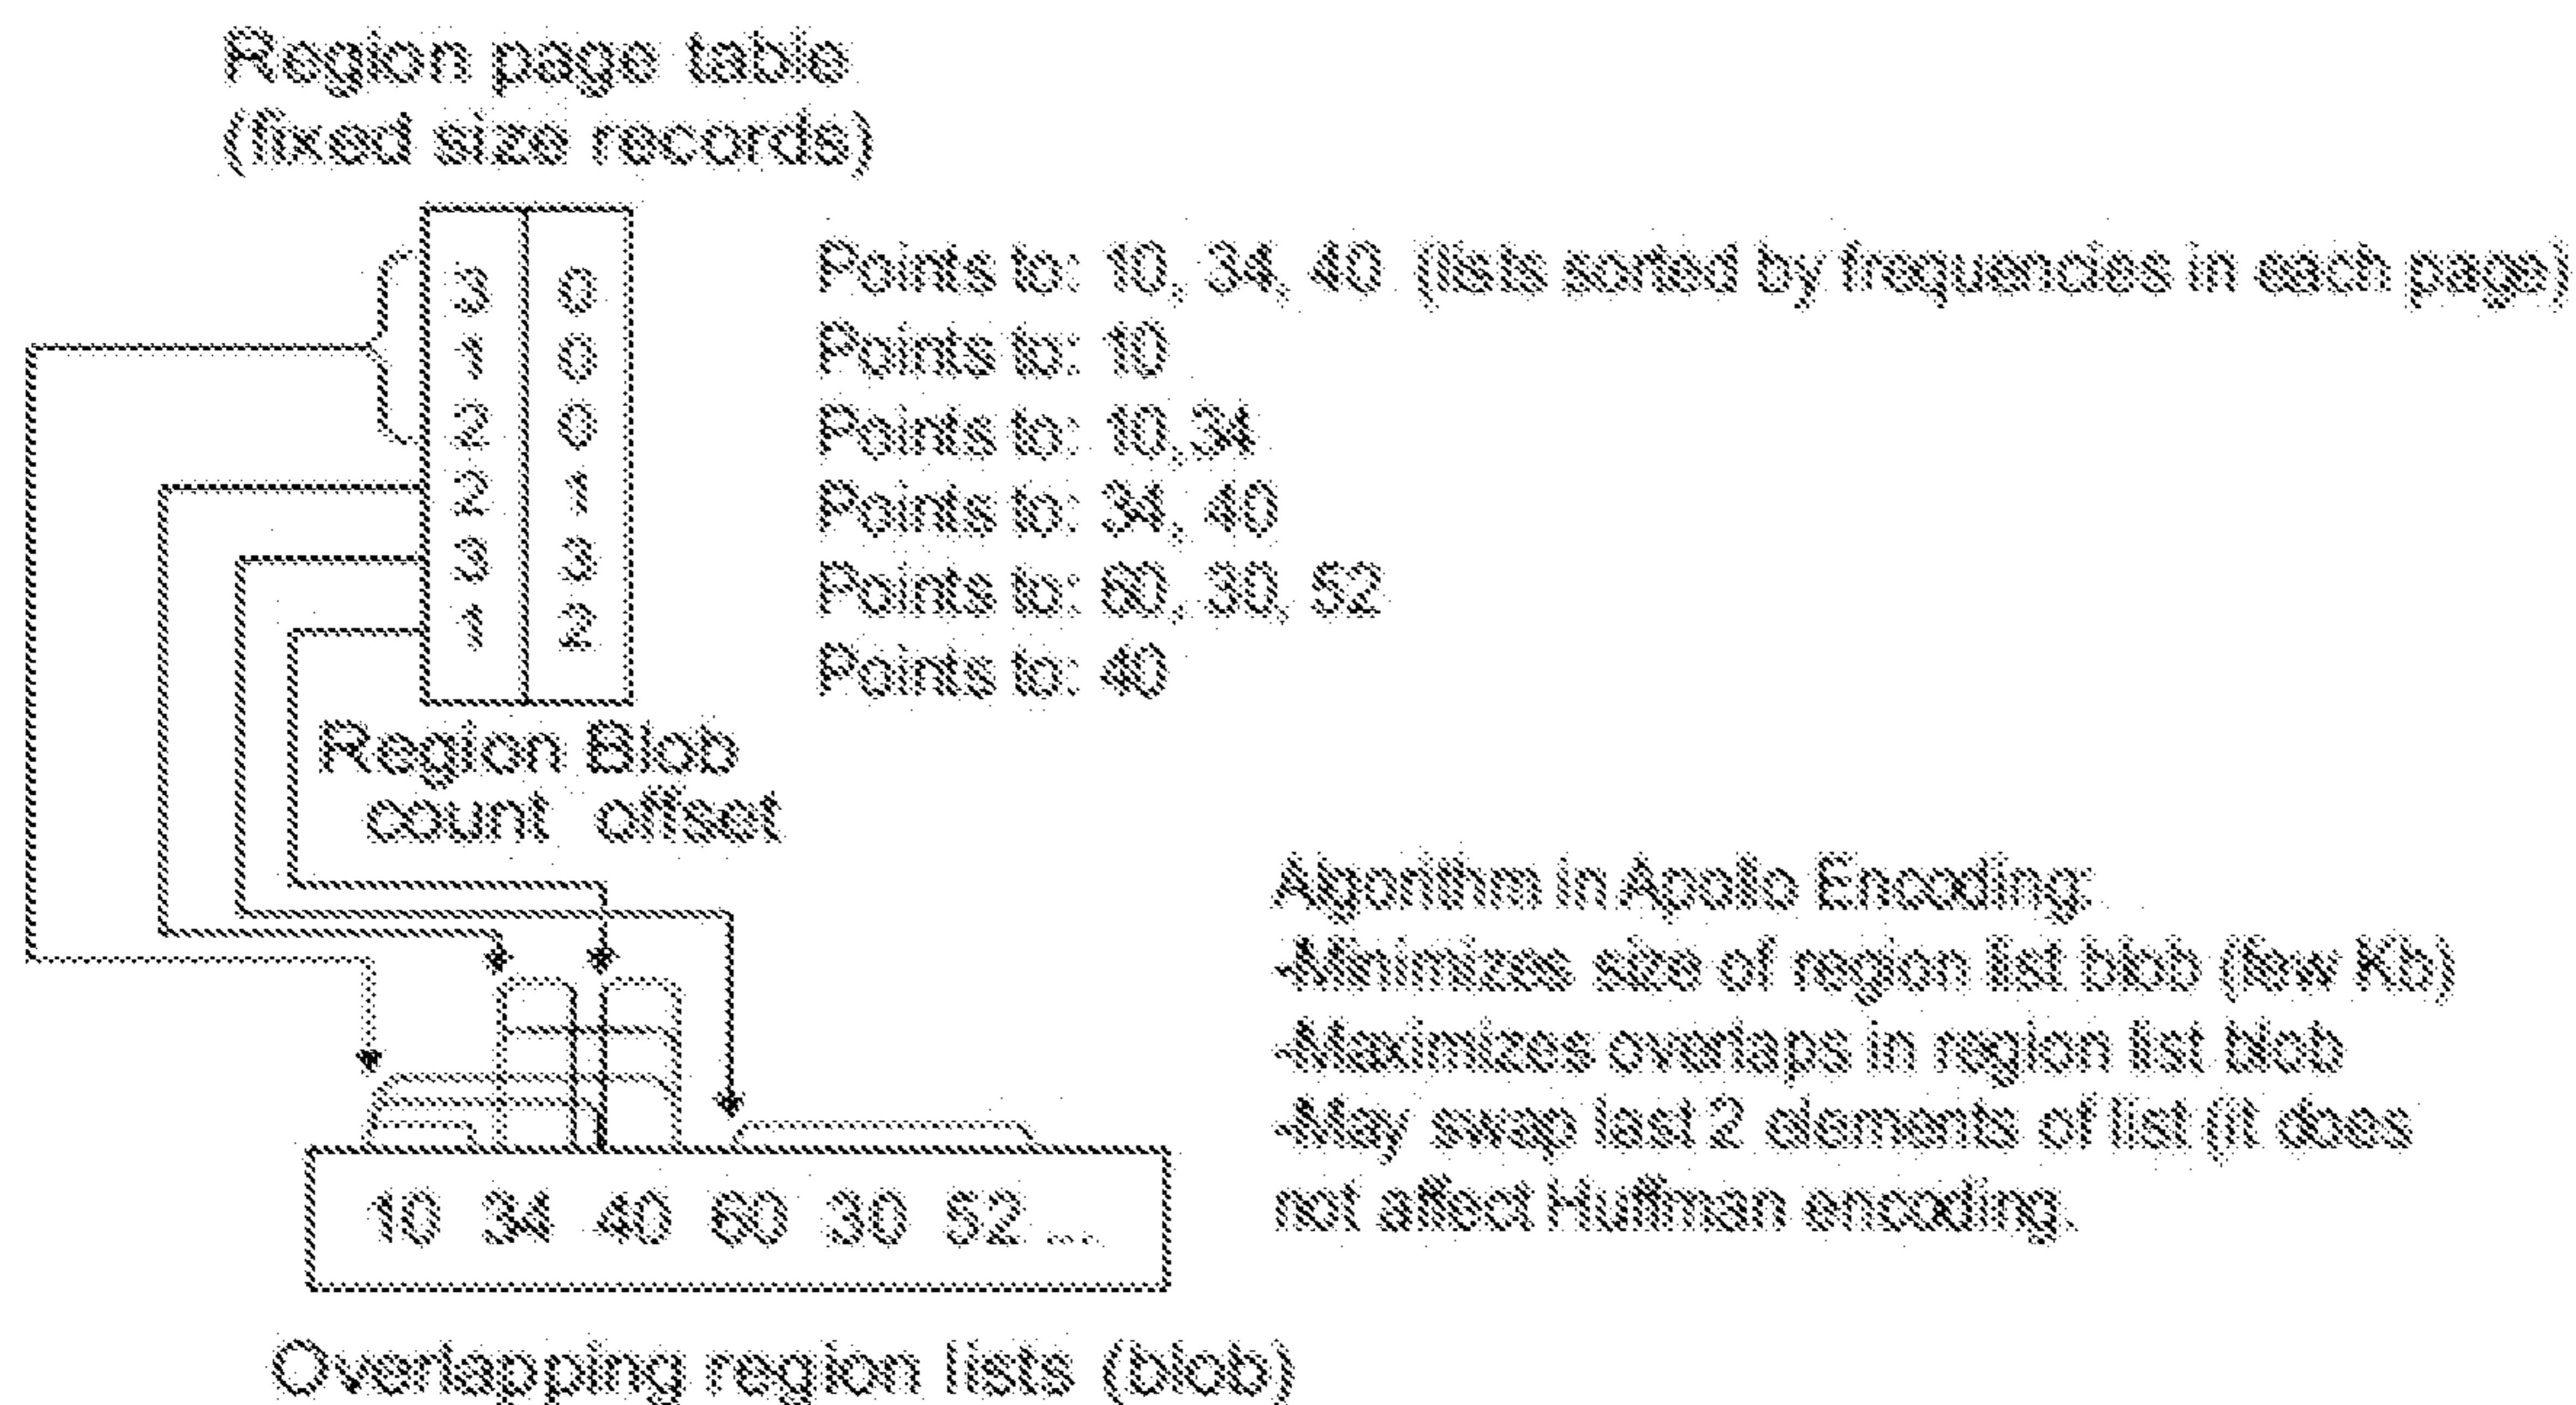 Region page table
(fixed size records)
3 0
1 0
2 0
2 1
3 3
1 2
Points to: 10, 34, 40 (lists sorted by frequencies in each page)
Points to: 10
Points to: 10,34
Points to: 34, 40
Points to: 60, 30, 52
Points to: 40
Region Blob
count offset
Algorithm in Apollo Encoding:
-Minimizes size of region list blob (few Kb)
-Maximizes overlaps in region list blob
-May swap last 2 elements of list (it does
not affect Huffman encoding.
10 34 40 60 30 52 ...
Overlapping region lists (blob)